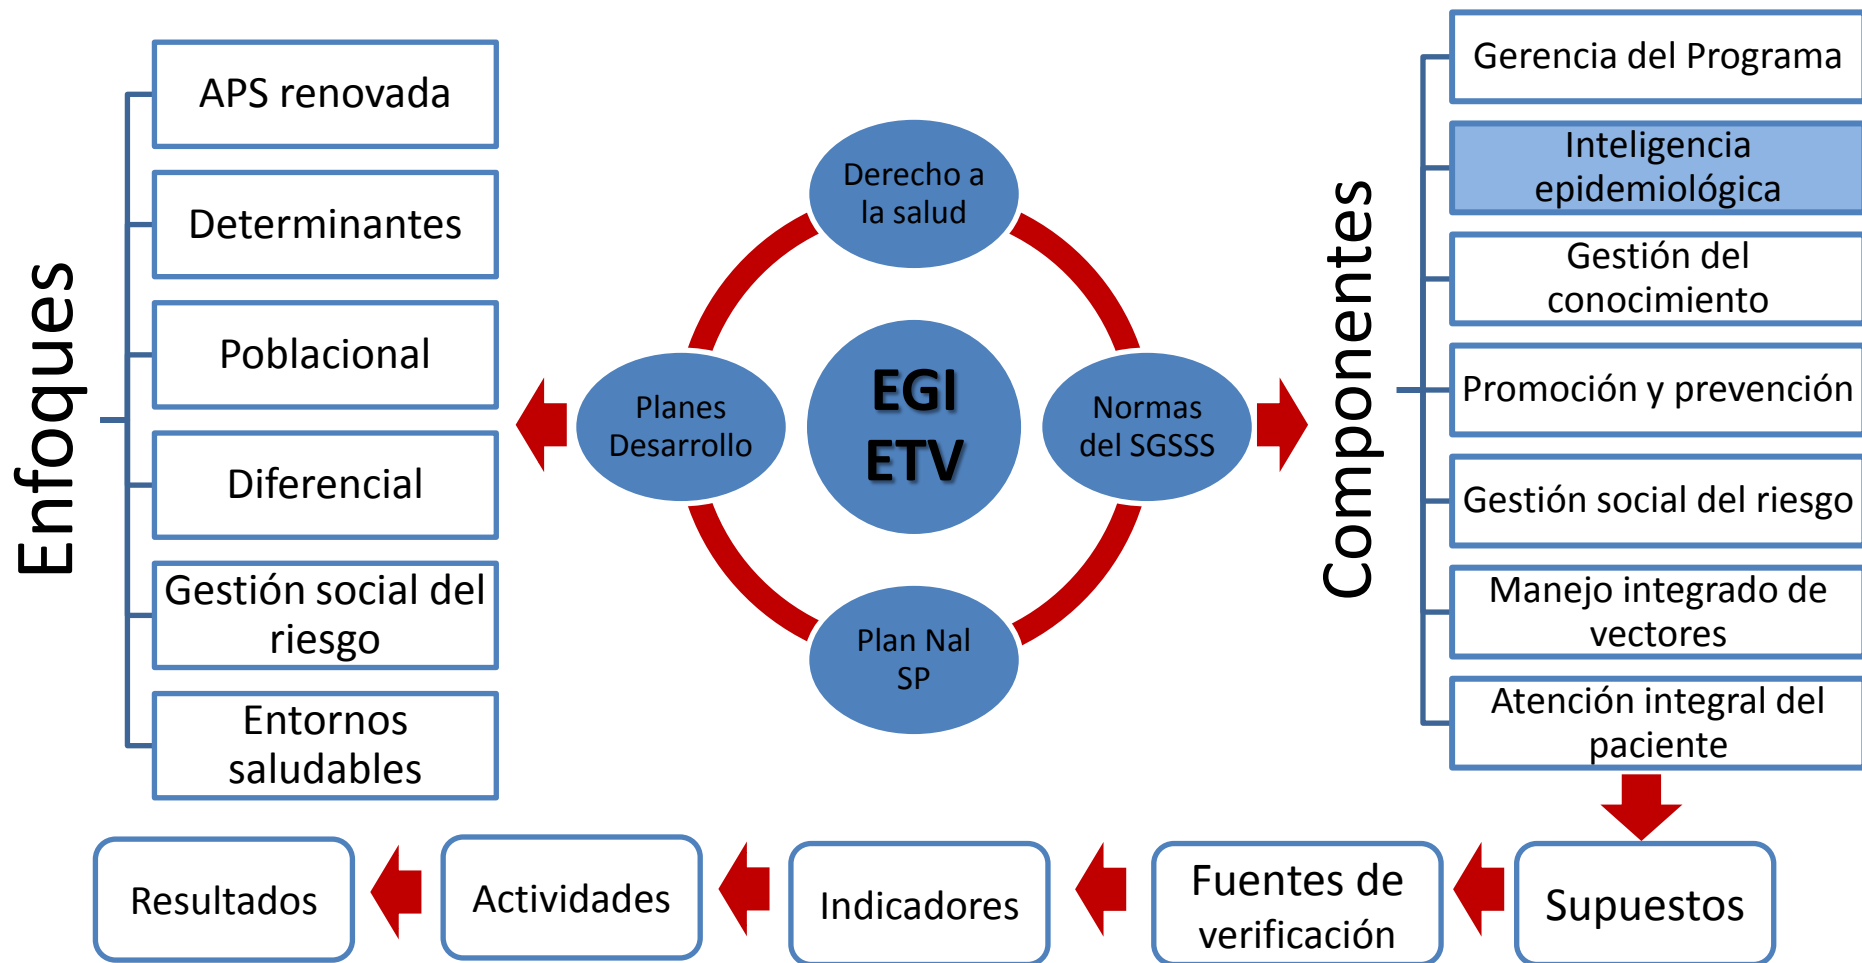 Enfoques
APS renovada
Determinantes
Poblacional
Diferencial
Gestión social del
riesgo
Entornos
saludables
Derecho a
la salud
Planes
Desarrollo
EGI
ETV
Normas
del SGSSS
Plan Nal
SP
Componentes
Gerencia del Programa
Inteligencia
epidemiológica
Gestión del
conocimiento
Promoción y prevención
Gestión social del riesgo
Manejo integrado de
vectores
Atención integral del
paciente
Resultados
Actividades
Indicadores
Fuentes de
verificación
Supuestos